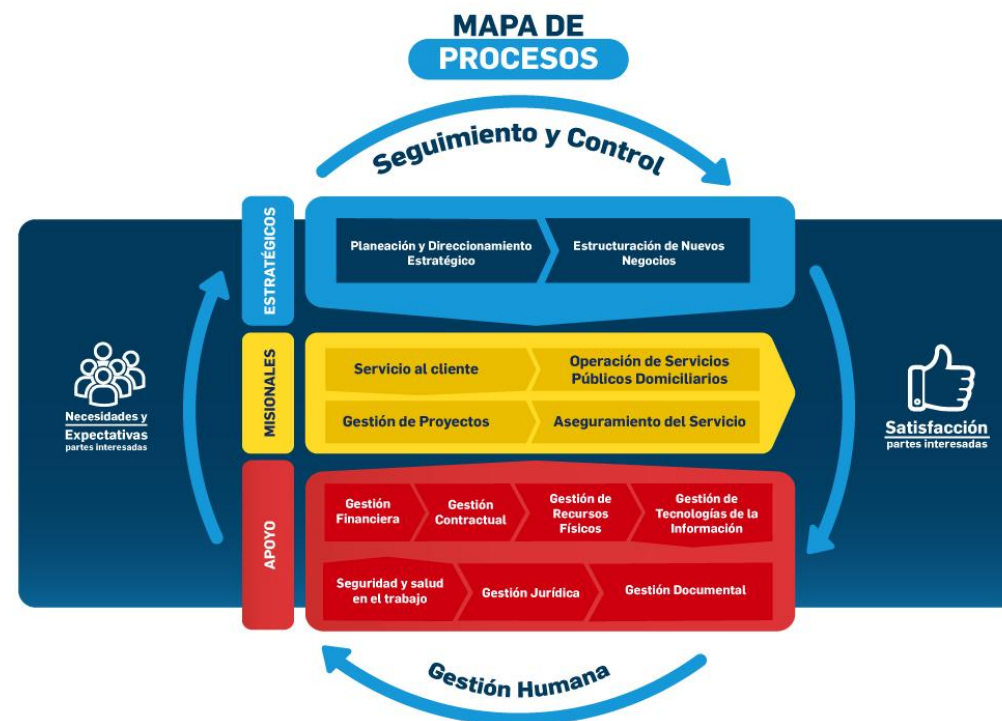 MAPA DE
PROCESOS
Seguimiento y Control
ESTRATÉGICOS
Planeación y Direccionamiento
Estratégico
Estructuración de Nuevos
Negocios
Necesidades y
Expectativas
partes interesadas
MISIONALES
Servicio al cliente
Operación de Servicios
Públicos Domiciliarios
Gestión de Proyectos
Aseguramiento del Servicio
Satisfacción
partes interesadas
APOYO
Gestión
Financiera
Gestión
Contractual
Gestión de
Recursos
Físicos
Gestión de
Tecnologías de la
Información
Seguridad y salud
en el trabajo
Gestión Jurídica
Gestión Documental
Gestión Humana